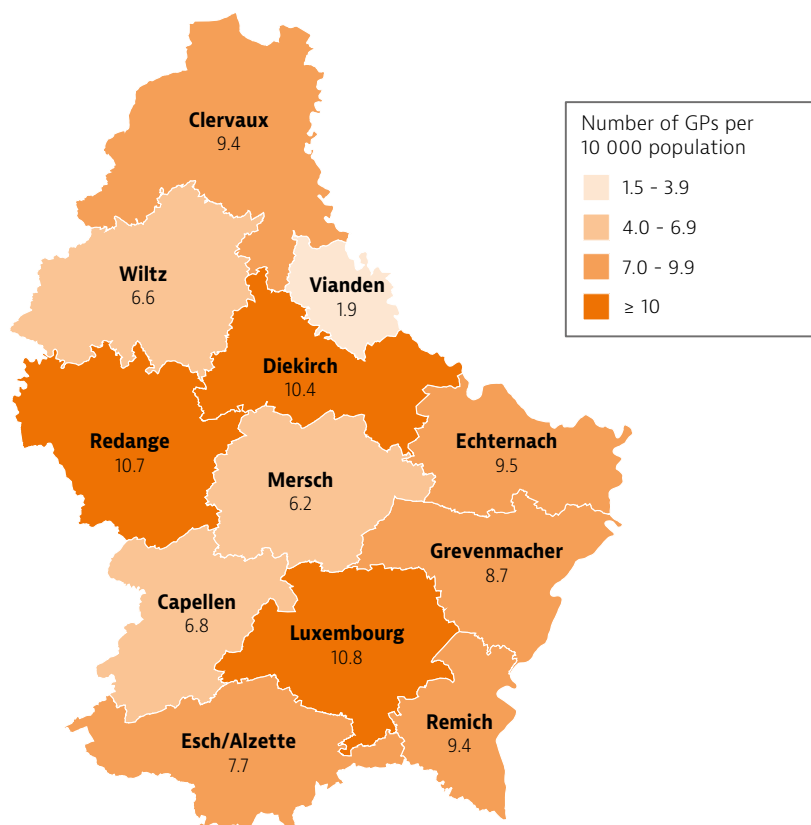 Clervaux
9.4
Number of GPs per
10 000 population
1.5 - 3.9
4.0 - 6.9
7.0 - 9.9
≥ 10
Wiltz
6.6
Vianden
1.9
Diekirch
10.4
Redange
10.7
Echternach
9.5
Mersch
6.2
Grevenmacher
8.7
Capellen
6.8
Luxembourg
10.8
Esch/Alzette
7.7
Remich
9.4